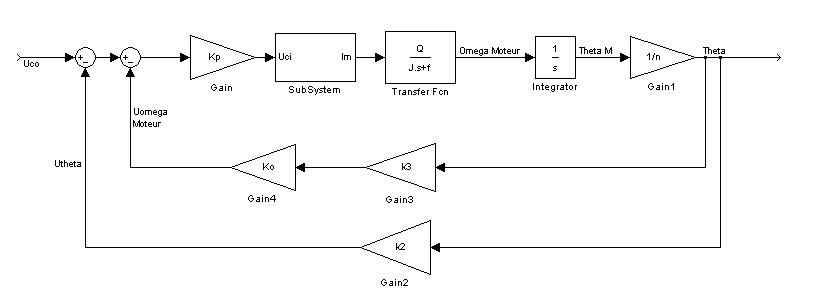 Uco
+
−
+
−
Kp
Gain
Uci
Im
SubSystem
Q
J.s+f
Transfer Fcn
Omega Moteur
1
s
Integrator
Theta M
1/n
Gain1
Theta
Uomega
Moteur
Ko
Gain4
k3
Gain3
Utheta
k2
Gain2